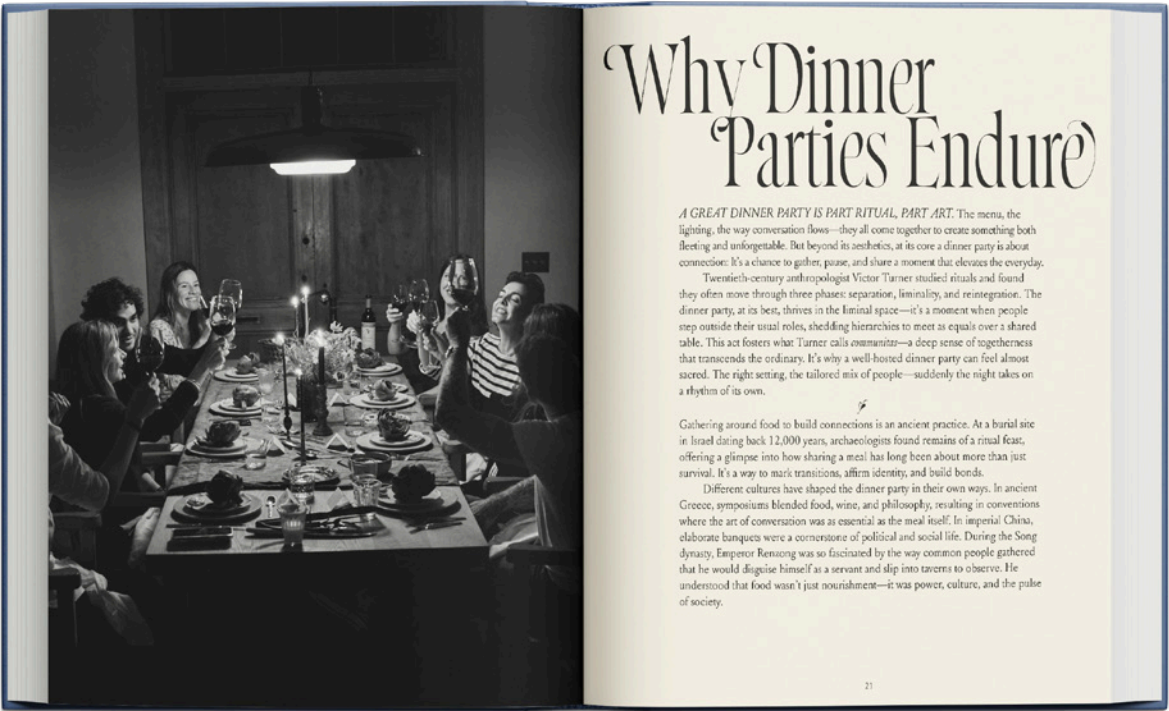 Why Dinner
Parties Endure
A GREAT DINNER PARTY IS PART RITUAL, PART ART. The menu, the
lighting, the way conversation flows—they all come together to create something both
fleeting and unforgettable. But beyond its aesthetics, at its core a dinner party is about
connection: It's a chance to gather, pause, and share a moment that elevates the everyday.
Twentieth-century anthropologist Victor Turner studied rituals and found
they often move through three phases: separation, liminality, and reintegration. The
dinner party, at its best, thrives in the liminal space—it's a moment when people
step outside their usual roles, shedding hierarchies to meet as equals over a shared
table. This act fosters what Turner calls communitas—a deep sense of togetherness
that transcends the ordinary. It's why a well-hosted dinner party can feel almost
sacred. The right setting, the tailored mix of people—suddenly the night takes on
a rhythm of its own.
Gathering around food to build connections is an ancient practice. At a burial site
in Israel dating back 12,000 years, archaeologists found remains of a ritual feast,
offering a glimpse into how sharing a meal has long been about more than just
survival. It's a way to mark transitions, affirm identity, and build bonds.
Different cultures have shaped the dinner party in their own ways. In ancient
Greece, symposiums blended food, wine, and philosophy, resulting in conventions
where the art of conversation was as essential as the meal itself. In imperial China,
elaborate banquets were a cornerstone of political and social life. During the Song
dynasty, Emperor Renzong was so fascinated by the way common people gathered
that he would disguise himself as a servant and slip into taverns to observe. He
understood that food wasn't just nourishment—it was power, culture, and the pulse
of society.
21